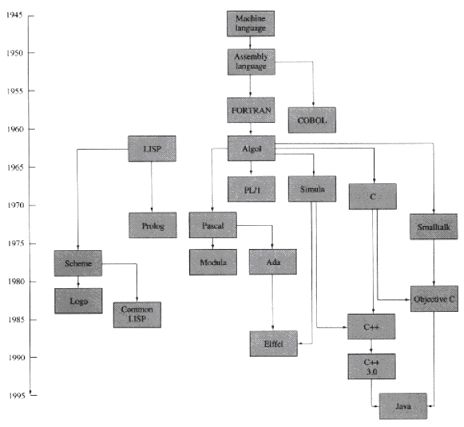 1945
1950
1955
1960
1965
1970
1975
1980
1985
1990
1995
Machine
language
Assembly
language
FORTRAN
COBOL
LISP
Algol
PL/1
Simula
C
Prolog
Pascal
Smalltalk
Scheme
Modula
Ada
Logo
Common
LISP
Objective C
Eiffel
C++
C++
3.0
Java